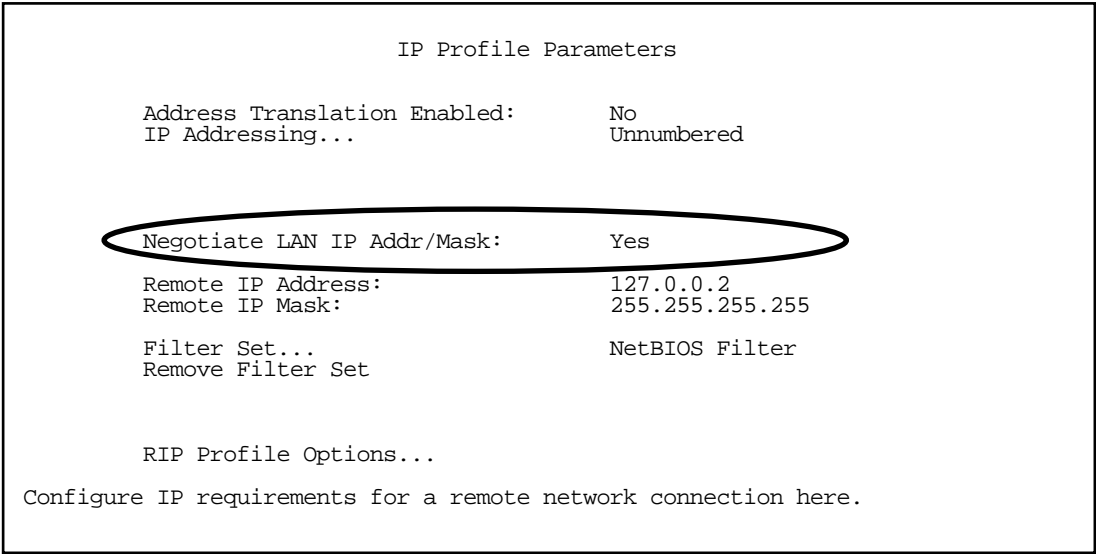 IP Profile Parameters
Address Translation Enabled: No
IP Addressing... Unnumbered
Negotiate LAN IP Addr/Mask: Yes
Remote IP Address: 127.0.0.2
Remote IP Mask: 255.255.255.255
Filter Set... NetBIOS Filter
Remove Filter Set
RIP Profile Options...
Configure IP requirements for a remote network connection here.